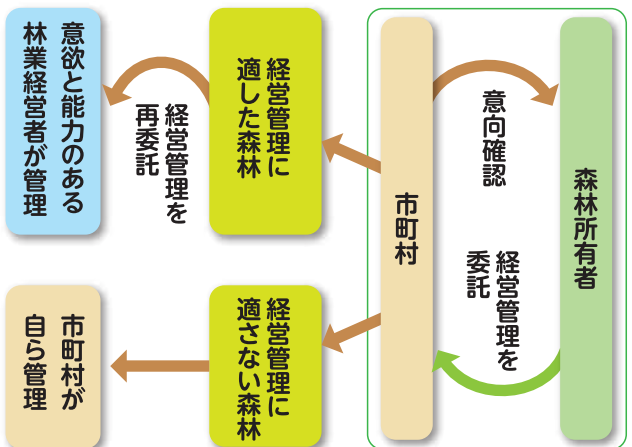 森林所有者
意向確認
経営管理を
委託
市町村
経営管理に
適した森林
経営管理を
再委託
意欲と能力のある
林業経営者が管理
経営管理に
適さない森林
市町村が
自ら管理